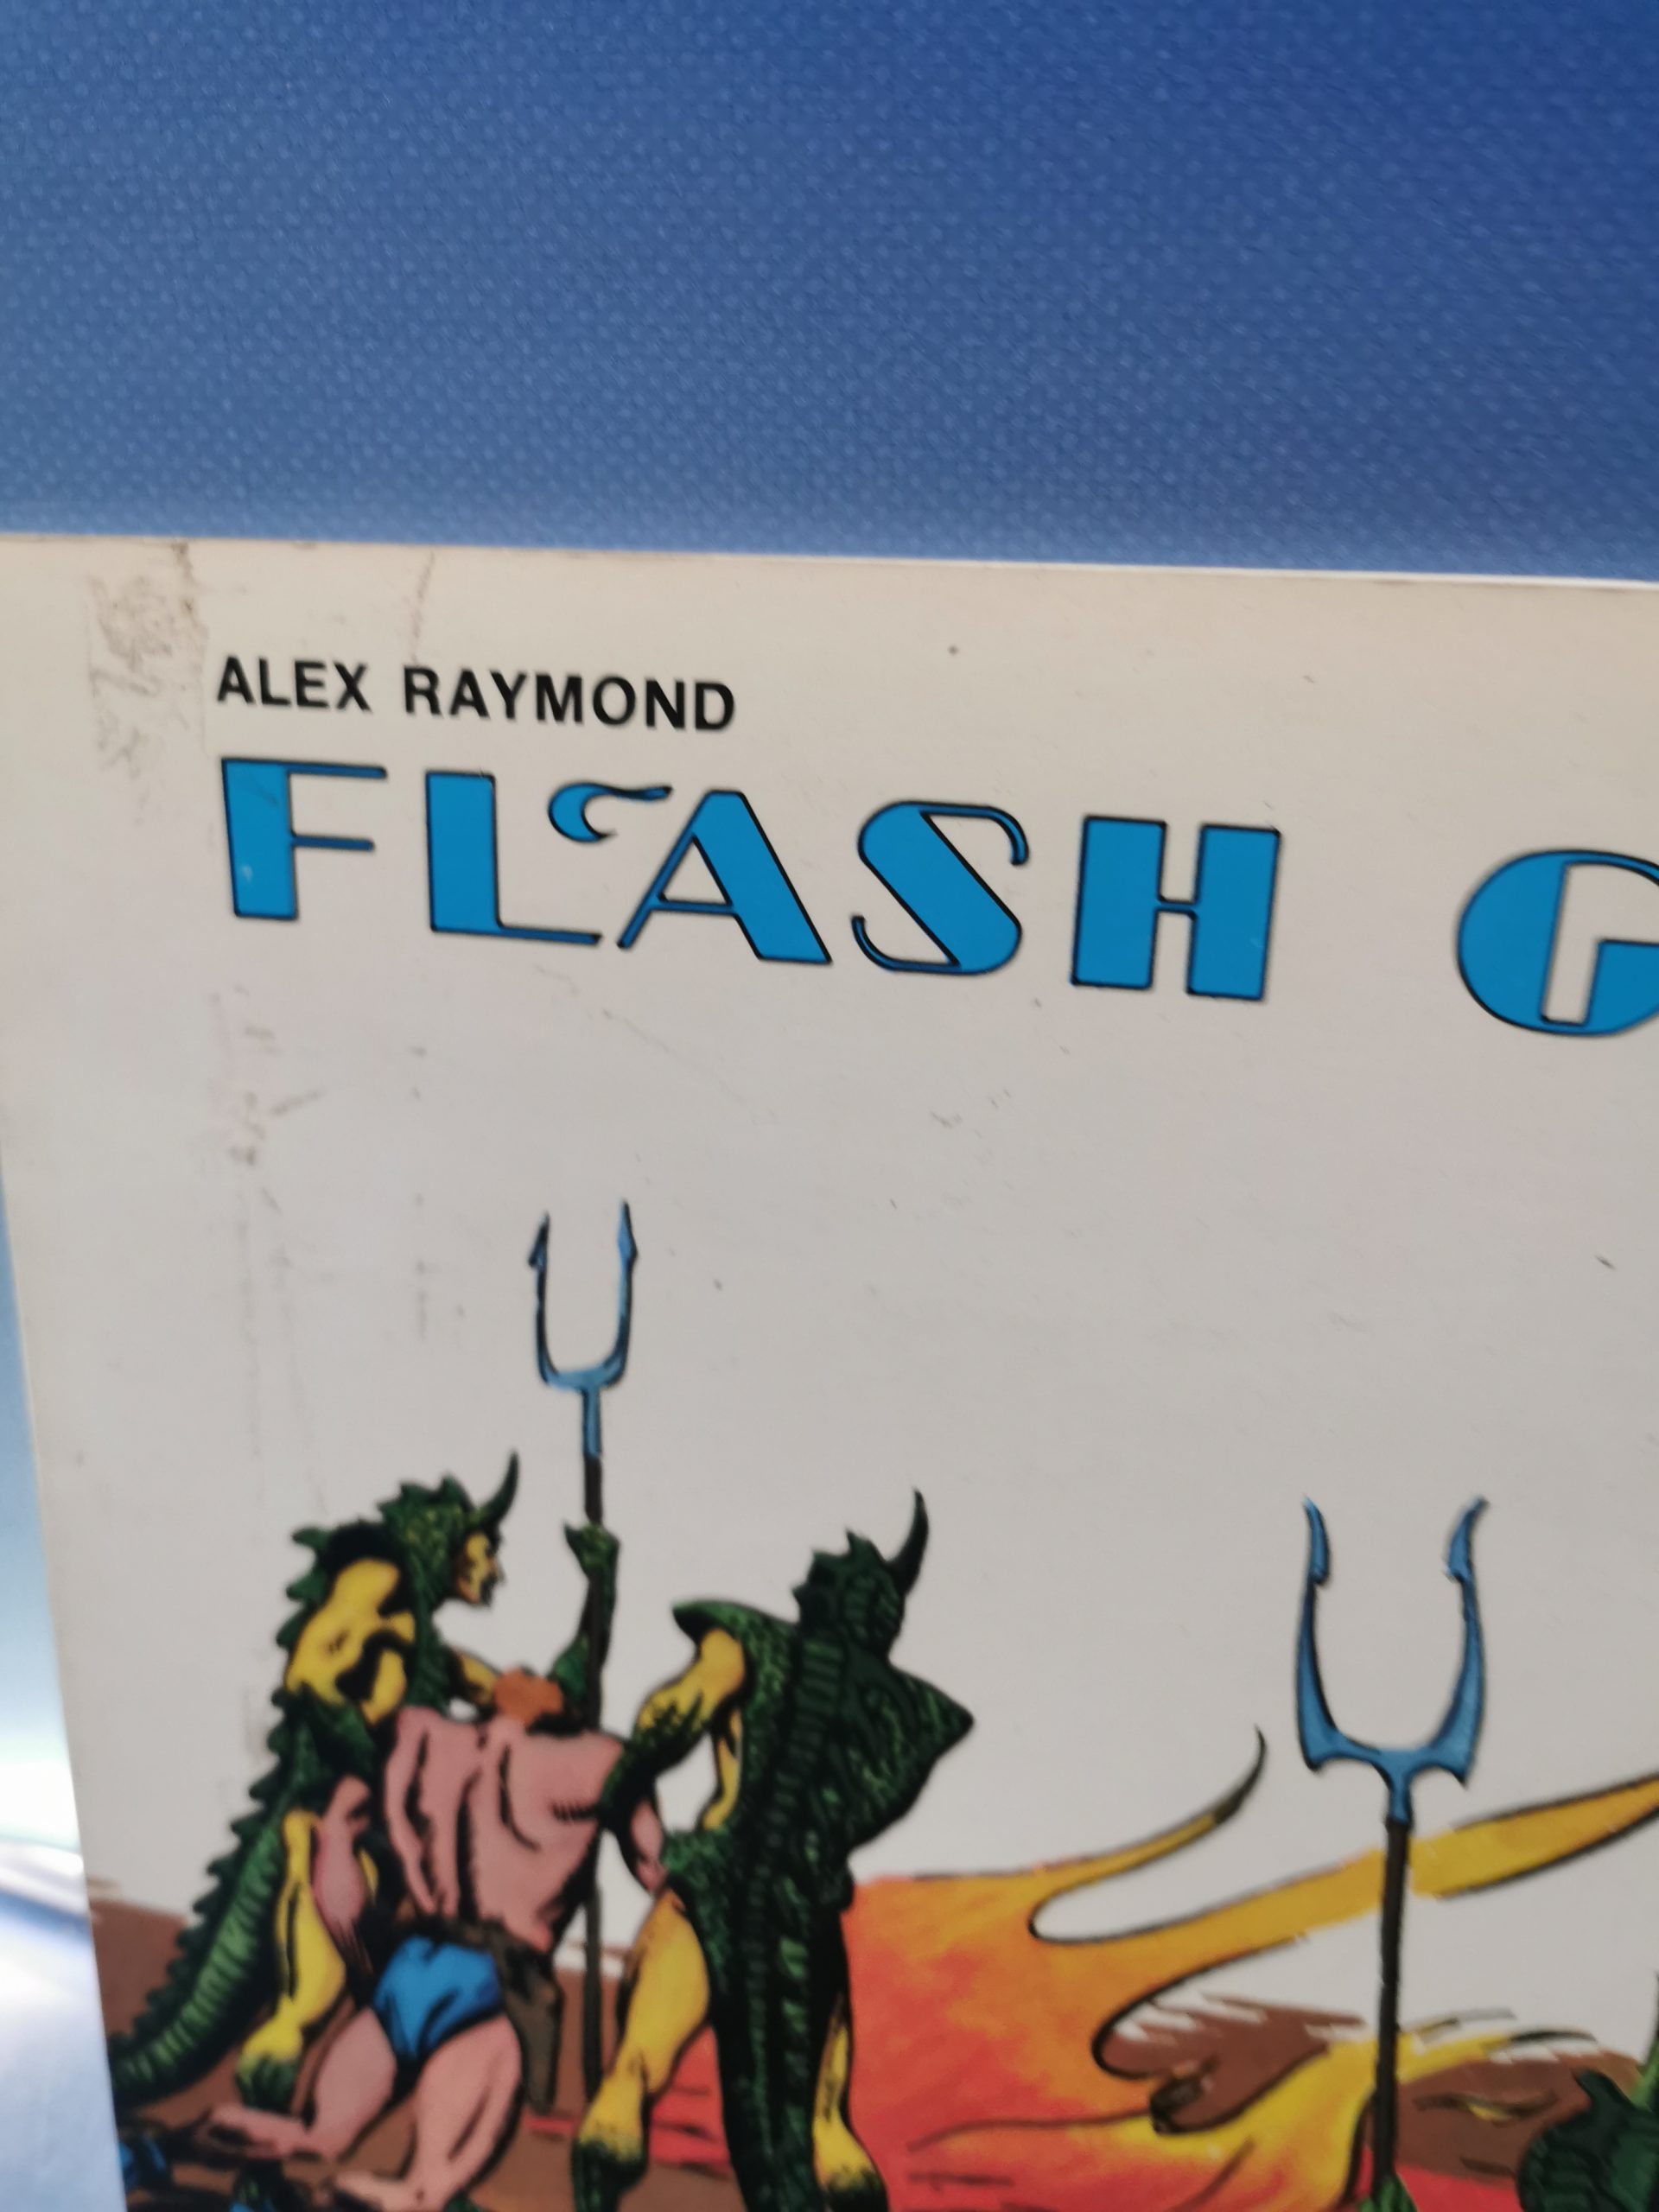 ALEX RAYMOND
FLASH G